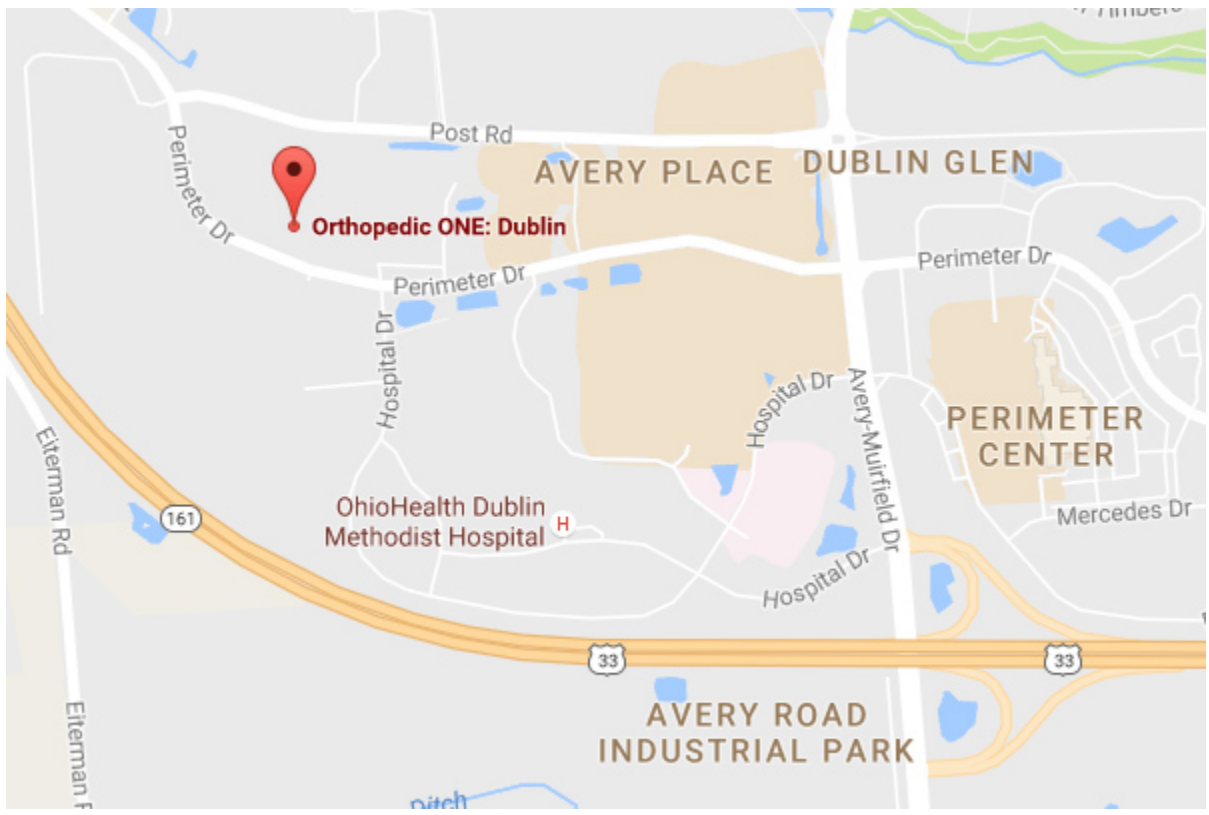 Post Rd
AVERY PLACE
DUBLIN GLEN
Perimeter Dr
Orthopedic ONE: Dublin
Perimeter Dr
Perimeter Dr
Hospital Dr
Hospital Dr
Avery-Muirfield Dr
PERIMETER
CENTER
Eiterman Rd
161
OhioHealth Dublin
Methodist Hospital
H
Mercedes Dr
Hospital Dr
33
33
AVERY ROAD
INDUSTRIAL PARK
Eiterman R
Ditch